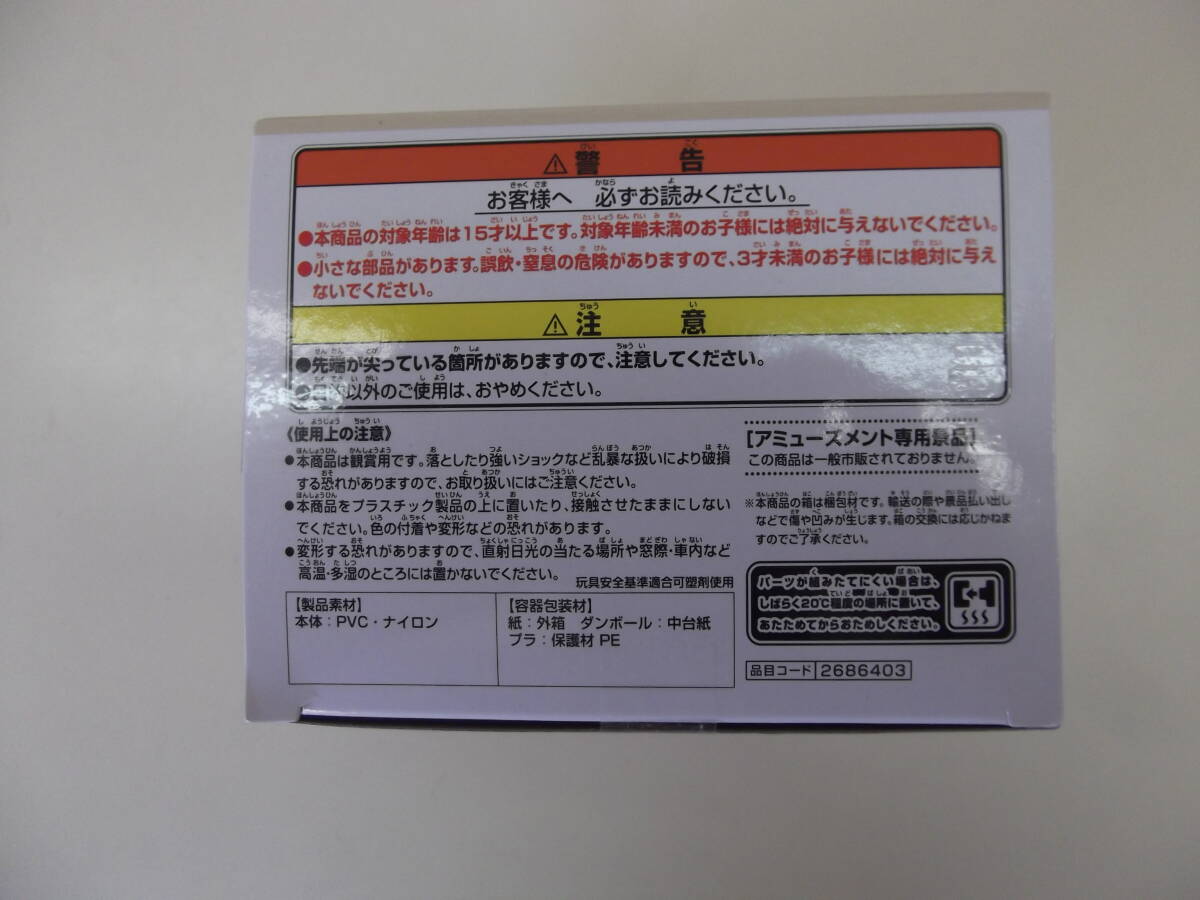 ⚠警告
お客様へ 必ずお読みください。
●本商品の対象年齢は15才以上です。対象年齢未満のお子様には絶対に与えないでください。
●小さな部品があります。誤飲・窒息の危険がありますので、3才未満のお子様には絶対に与え
ないでください。
⚠注意
●先端が尖っている箇所がありますので、注意してください。
●目的以外のご使用は、おやめください。
《使用上の注意》
●本商品は観賞用です。落としたり強いショックなど乱暴な扱いにより破損
する恐れがありますので、お取り扱いにはご注意ください。
●本商品をプラスチック製品の上に置いたり、接触させたままにしない
でください。色の付着や変形などの恐れがあります。
●変形する恐れがありますので、直射日光の当たる場所や窓際・車内など
高温・多湿のところには置かないでください。
玩具安全基準適合可塑剤使用
【製品素材】
本体：PVC・ナイロン
【容器包装材】
紙：外箱 ダンボール：中台紙
プラ：保護材 PE
[アミューズメント専用景品]
この商品は一般市販されておりません。
※本商品の箱は梱包材です。輸送の際や景品払い出し
などで傷や凹みが生じます。箱の交換には応じかねま
すのでご了承ください。
パーツが組みたてにくい場合は、
しばらく20℃程度の場所に置いて、
あたためてからおためしください。
品目コード 2686403